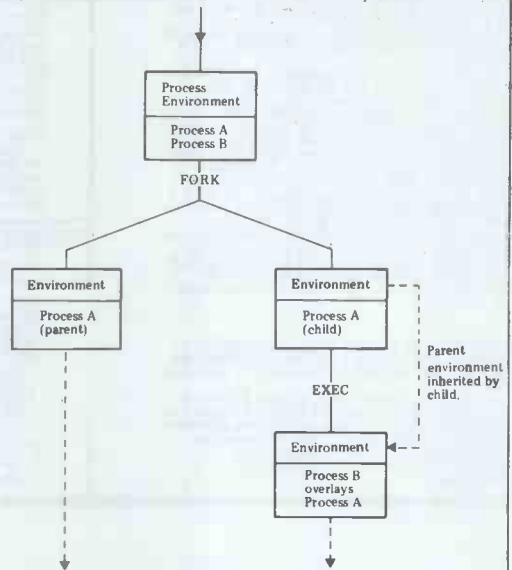 Process
Environment
Process A
Process B
FORK
Environment
Process A
(parent)
Environment
Process A
(child)
Parent
environment
inherited by
child.
EXEC
Environment
Process B
overlays
Process A